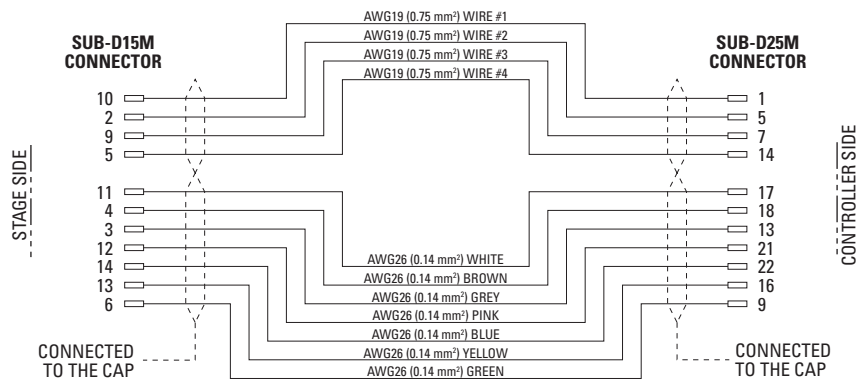 AWG19 (0.75 mm²) WIRE #1
AWG19 (0.75 mm²) WIRE #2
AWG19 (0.75 mm²) WIRE #3
AWG19 (0.75 mm²) WIRE #4
SUB-D15M
CONNECTOR
SUB-D25M
CONNECTOR
STAGE SIDE
10
2
9
5
11
4
3
12
14
13
6
1
5
7
14
17
18
13
21
22
16
9
CONTROLLER SIDE
AWG26 (0.14 mm²) WHITE
AWG26 (0.14 mm²) BROWN
AWG26 (0.14 mm²) GREY
AWG26 (0.14 mm²) PINK
AWG26 (0.14 mm²) BLUE
AWG26 (0.14 mm²) YELLOW
AWG26 (0.14 mm²) GREEN
CONNECTED
TO THE CAP
CONNECTED
TO THE CAP